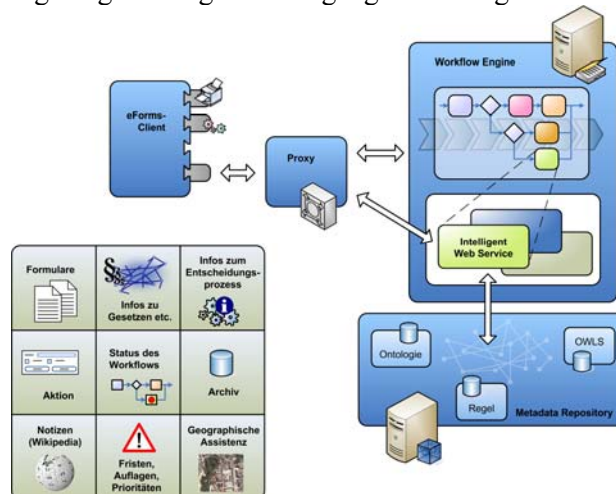 Workflow Engine
eForms-
Client
Proxy
Intelligent
Web Service
Ontologie
OWLS
Regel
Metadata Repository
Formulare
§§
Infos zu
Gesetzen etc.
Infos zum
Entscheidungs-
prozess
Aktion
Status des
Workflows
Archiv
Notizen
(Wikipedia)
Fristen,
Auflagen,
Prioritäten
Geographische
Assistenz